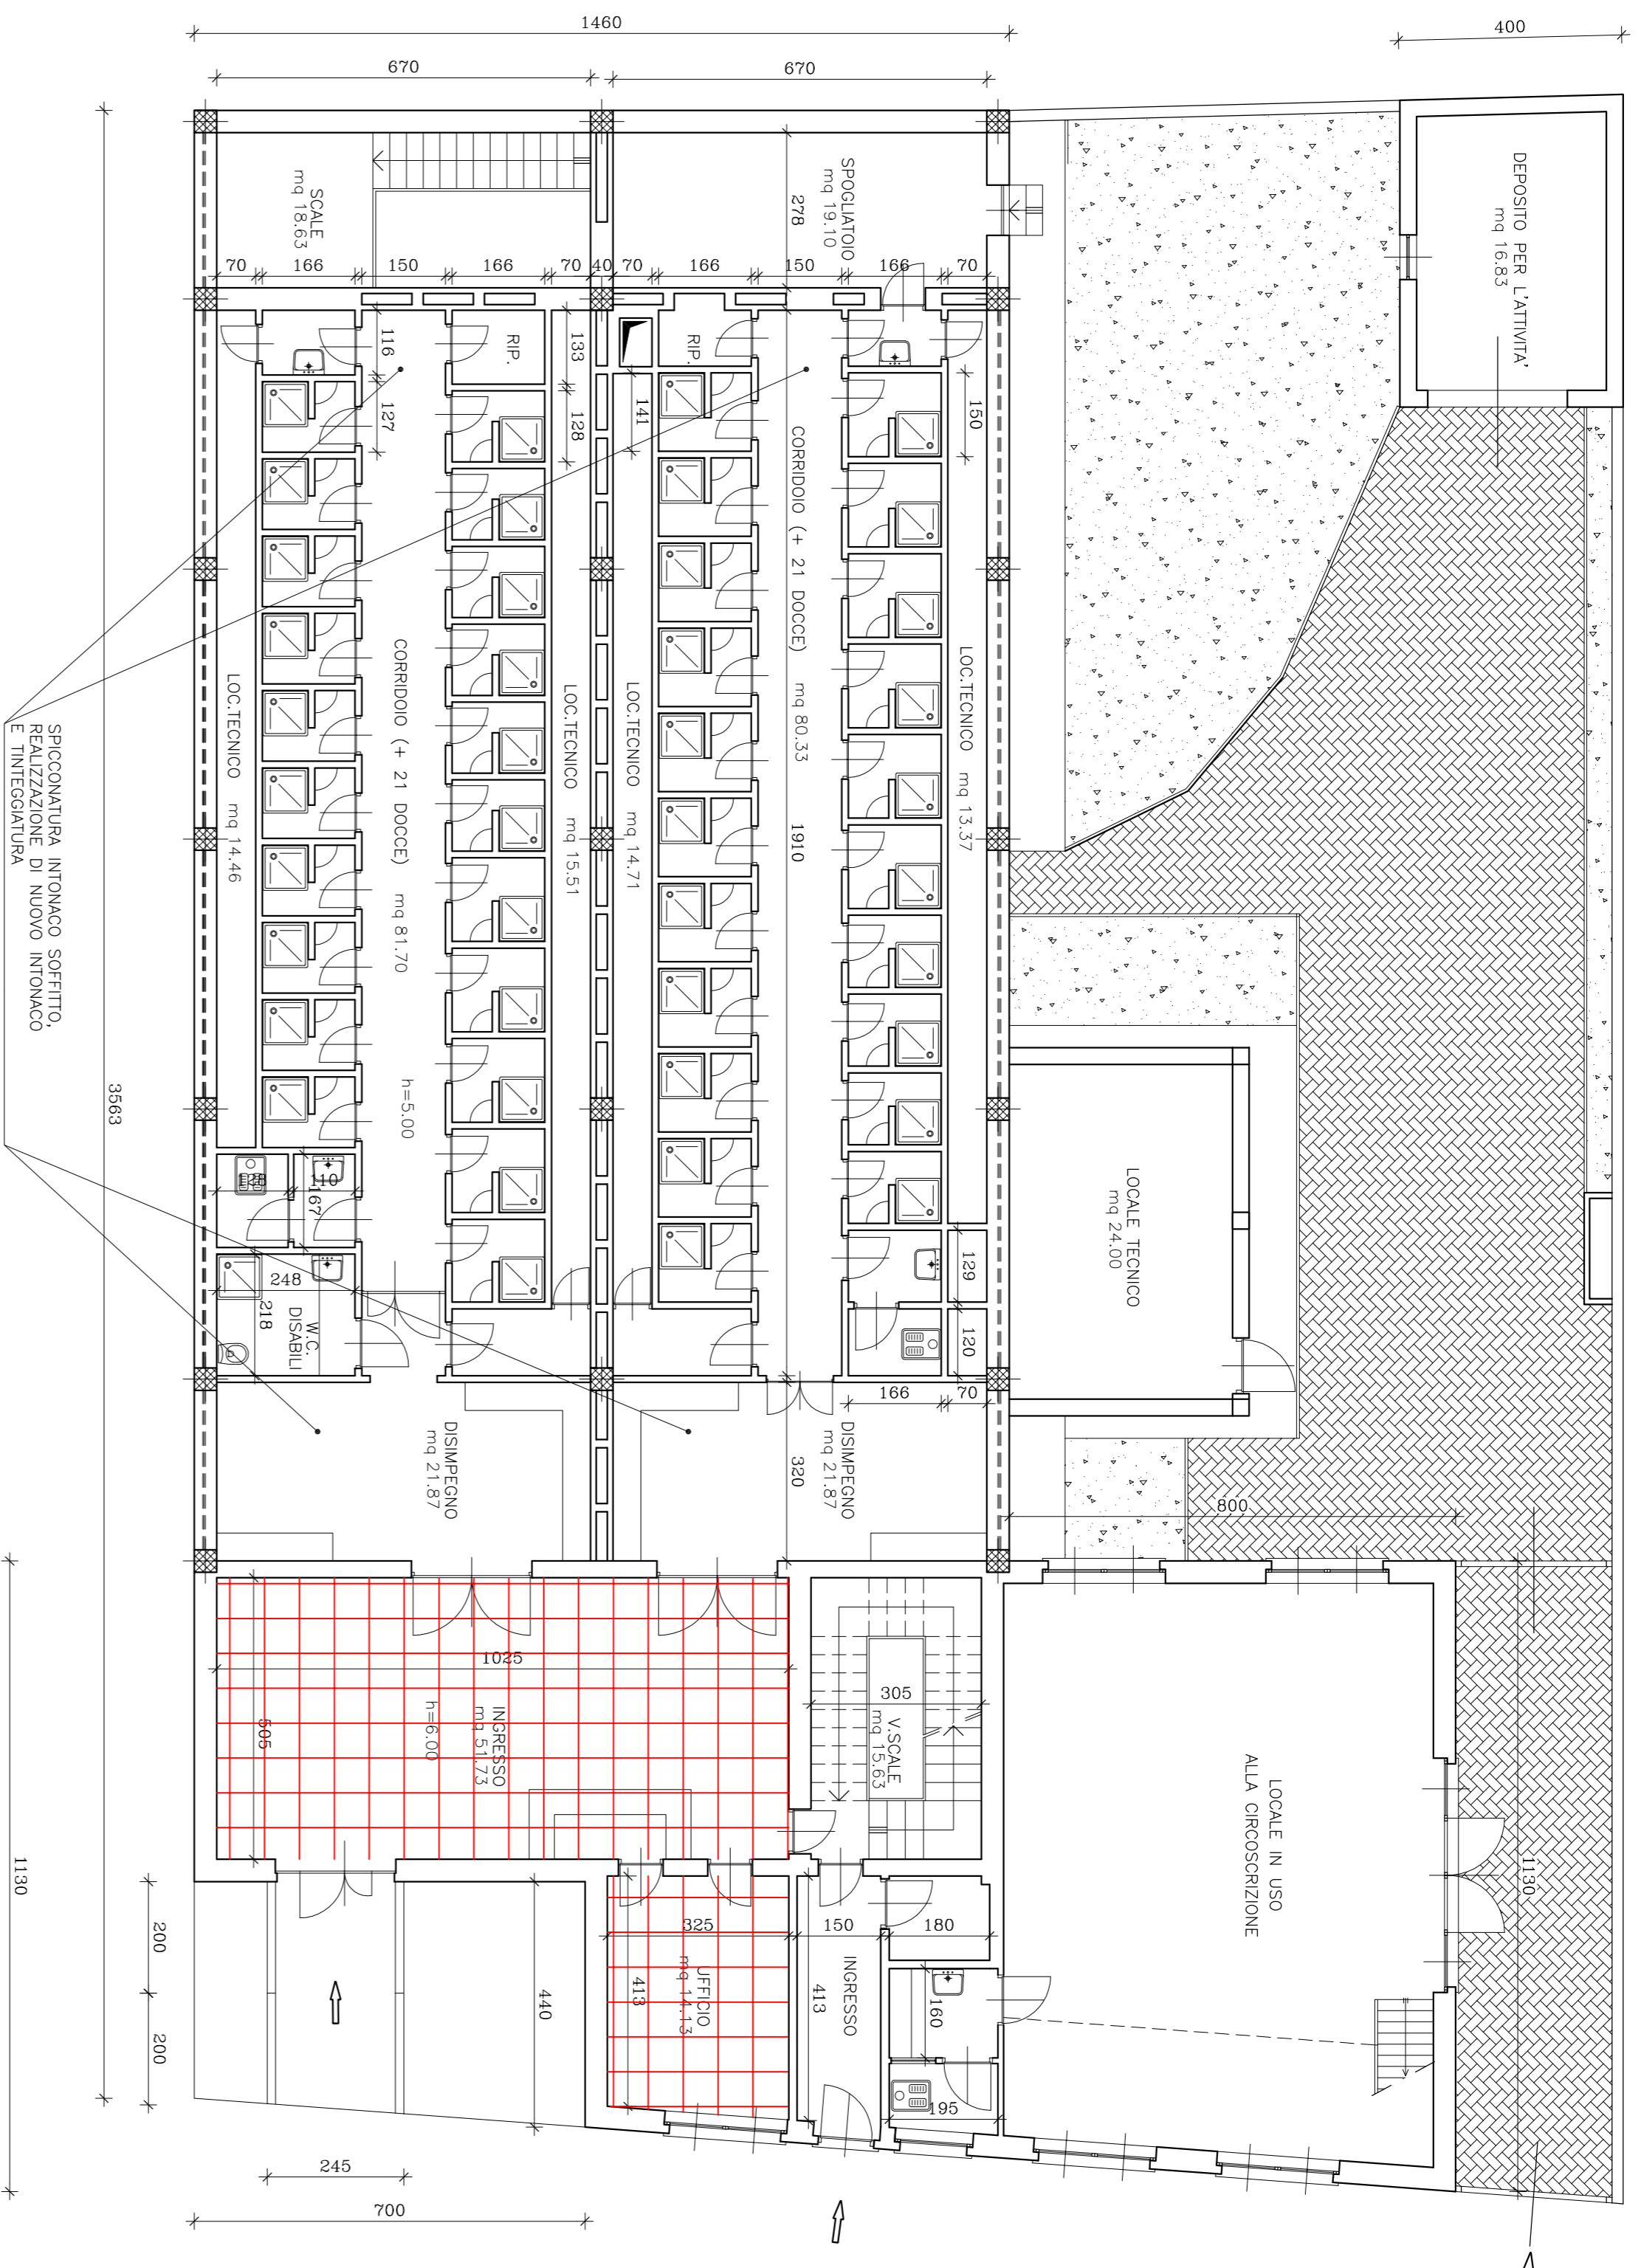 1460
400
670
670
DEPOSITO PER L'ATTIVITA'
mq 16.83
SPOGLIATOIO
mq 19.10
278
SCALE
mq 18.63
70
166
150
166
70
40
70
166
150
166
70
116
127
RIP.
133
128
141
RIP.
150
CORRIDOIO (+ 21 DOCCE)   mq 80.33
1910
LOC.TECNICO   mq 13.37
LOC.TECNICO   mq 14.71
LOC.TECNICO   mq 15.51
CORRIDOIO (+ 21 DOCCE)   mq 81.70
h=5.00
LOC.TECNICO   mq 14.46
SPICCONATURA INTONACO SOFFITTO,
REALIZZAZIONE DI NUOVO INTONACO
E TINTEGGIATURA
3563
LOCALE TECNICO
mq 24.00
128
110
167
248
218
W.C.
DISABILI
129
120
166
70
DISIMPEGNO
mq 21.87
DISIMPEGNO
mq 21.87
320
800
1025
505
INGRESSO
mq 51.73
h=6.00
305
V.SCALE
mq 15.63
LOCALE IN USO
ALLA CIRCOSCRIZIONE
1130
325
150
180
413
UFFICIO
mq 14.13
413
INGRESSO
160
195
440
1130
200
200
245
700